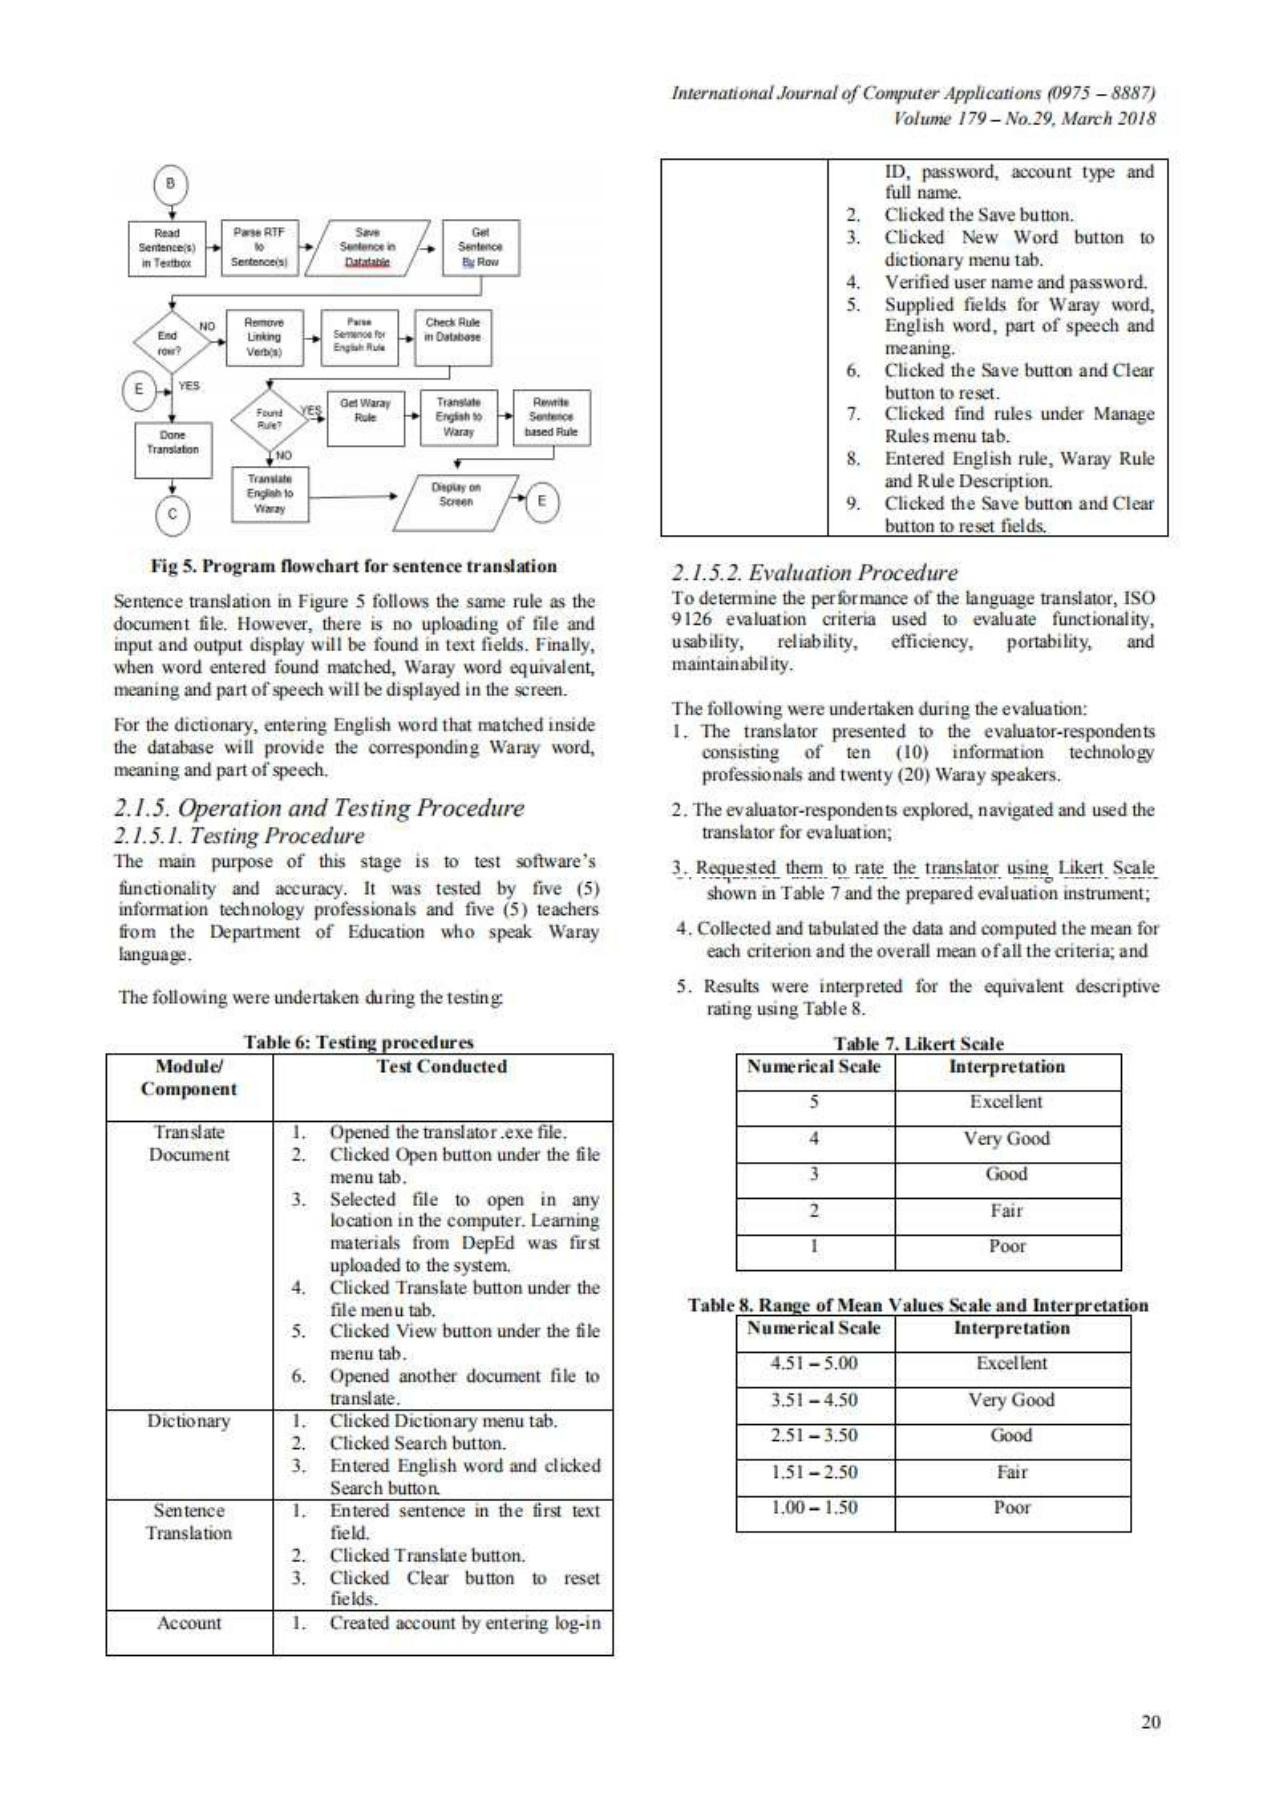 International Journal of Computer Applications (0975 – 8887)
Volume 179 – No.29, March 2018
B
Read
Sentence(s)
in Textbox
Parse RTF
to
Sentence(s)
Save
Sentence in
Datatable
Get
Sentence
By Row
End
row?
NO
Remove
Linking
Verb(s)
Parse
Sentence for
English Rule
Check Rule
in Database
E
YES
Done
Translation
C
Found
Rule?
YES
Get Waray
Rule
Translate
English to
Waray
Rewrite
Sentence
based Rule
NO
Translate
English to
Waray
Display on
Screen
E
Fig 5. Program flowchart for sentence translation
Sentence translation in Figure 5 follows the same rule as the
document file. However, there is no uploading of file and
input and output display will be found in text fields. Finally,
when word entered found matched, Waray word equivalent,
meaning and part of speech will be displayed in the screen.
For the dictionary, entering English word that matched inside
the database will provide the corresponding Waray word,
meaning and part of speech.
2.1.5. Operation and Testing Procedure
2.1.5.1. Testing Procedure
The main purpose of this stage is to test software's
functionality and accuracy. It was tested by five (5)
information technology professionals and five (5) teachers
from the Department of Education who speak Waray
language.
The following were undertaken during the testing:
Table 6: Testing procedures
Module/ Test Conducted
Component
Translate 1. Opened the translator .exe file.
Document 2. Clicked Open button under the file
menu tab.
3. Selected file to open in any
location in the computer. Learning
materials from DepEd was first
uploaded to the system.
4. Clicked Translate button under the
file menu tab.
5. Clicked View button under the file
menu tab.
6. Opened another document file to
translate.
Dictionary 1. Clicked Dictionary menu tab.
2. Clicked Search button.
3. Entered English word and clicked
Search button.
Sentence 1. Entered sentence in the first text
Translation field.
2. Clicked Translate button.
3. Clicked Clear button to reset
fields.
Account 1. Created account by entering log-in
ID, password, account type and
full name.
2. Clicked the Save button.
3. Clicked New Word button to
dictionary menu tab.
4. Verified user name and password.
5. Supplied fields for Waray word,
English word, part of speech and
meaning.
6. Clicked the Save button and Clear
button to reset.
7. Clicked find rules under Manage
Rules menu tab.
8. Entered English rule, Waray Rule
and Rule Description.
9. Clicked the Save button and Clear
button to reset fields.
2.1.5.2. Evaluation Procedure
To determine the performance of the language translator, ISO
9126 evaluation criteria used to evaluate functionality,
usability, reliability, efficiency, portability, and
maintainability.
The following were undertaken during the evaluation:
1. The translator presented to the evaluator-respondents
consisting of ten (10) information technology
professionals and twenty (20) Waray speakers.
2. The evaluator-respondents explored, navigated and used the
translator for evaluation;
3. Requested them to rate the translator using Likert Scale
shown in Table 7 and the prepared evaluation instrument;
4. Collected and tabulated the data and computed the mean for
each criterion and the overall mean of all the criteria; and
5. Results were interpreted for the equivalent descriptive
rating using Table 8.
Table 7. Likert Scale
Numerical Scale Interpretation
5 Excellent
4 Very Good
3 Good
2 Fair
1 Poor
Table 8. Range of Mean Values Scale and Interpretation
Numerical Scale Interpretation
4.51 – 5.00 Excellent
3.51 – 4.50 Very Good
2.51 – 3.50 Good
1.51 – 2.50 Fair
1.00 – 1.50 Poor
20